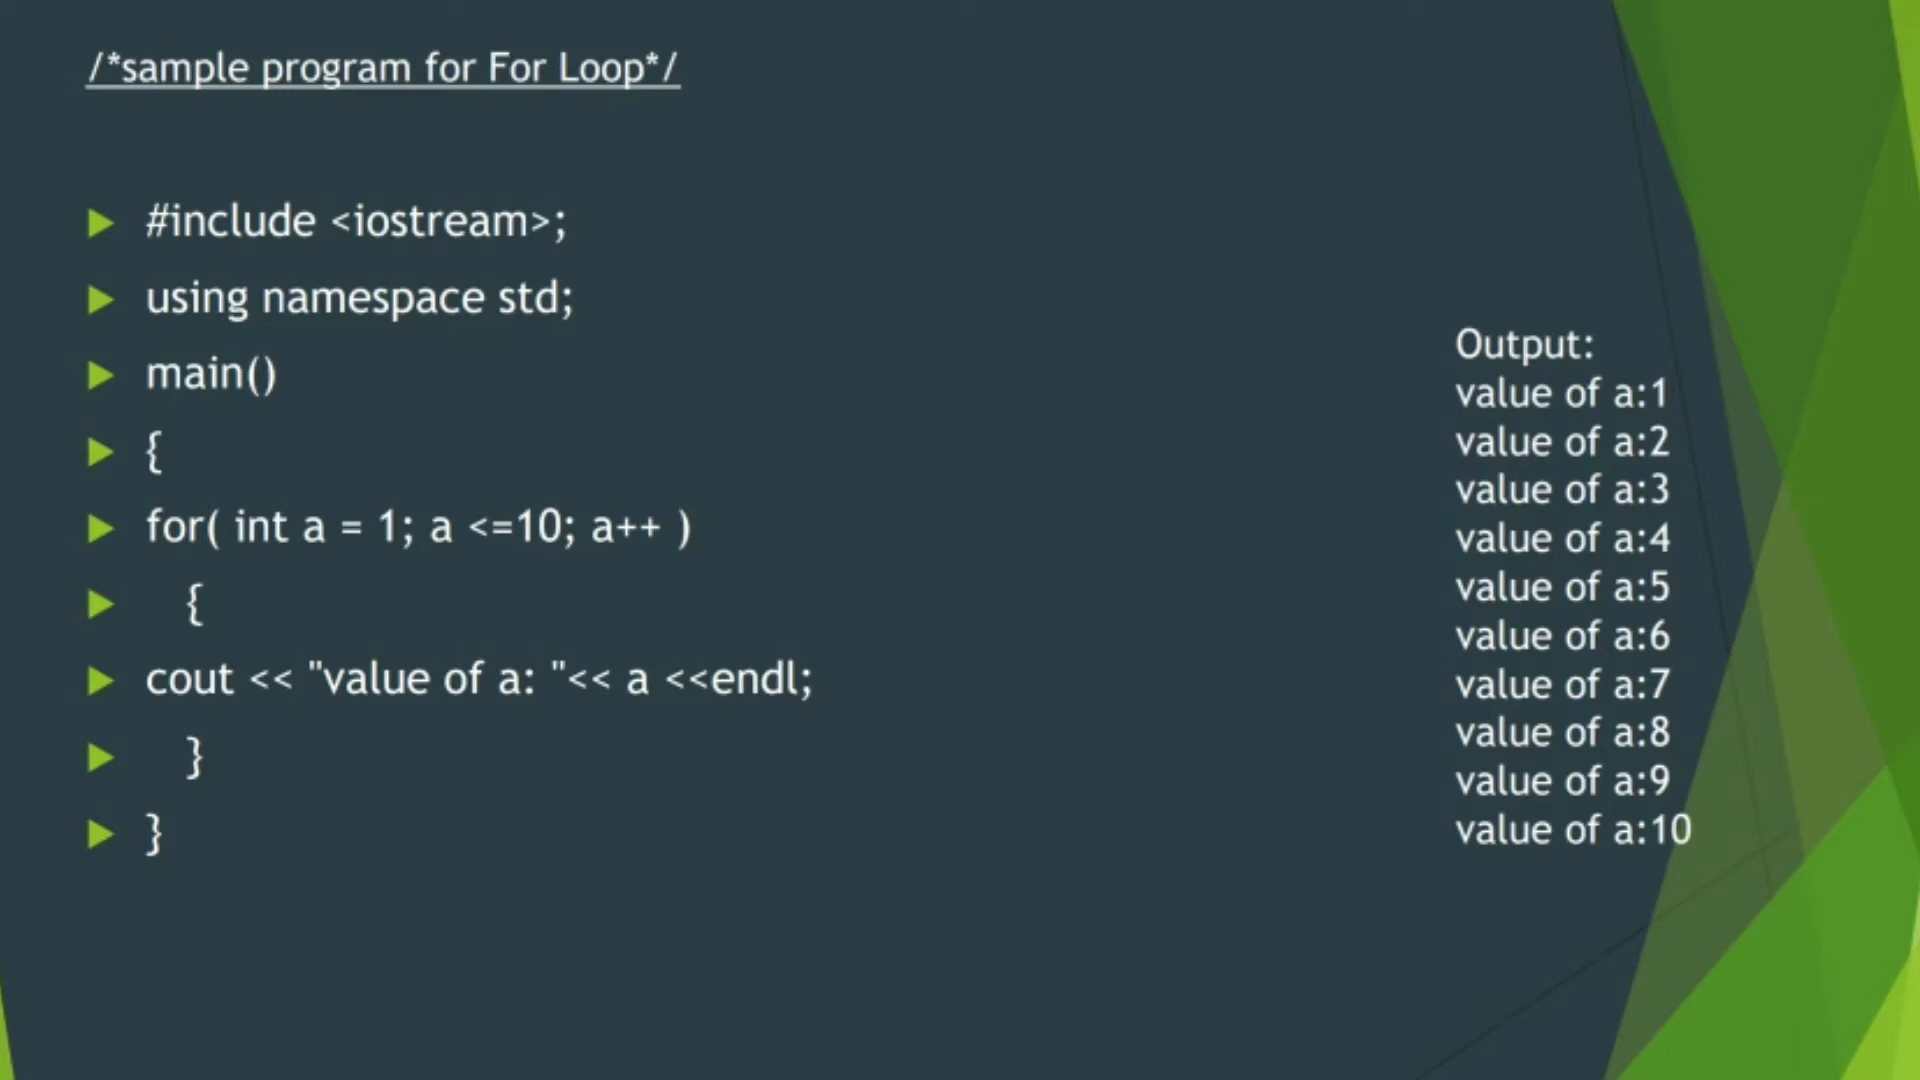 /*sample program for For Loop*/
#include <iostream>;
using namespace std;
main()
{
for( int a = 1; a <=10; a++ )
{
cout << "value of a: "<< a <<endl;
}
}
Output:
value of a:1
value of a:2
value of a:3
value of a:4
value of a:5
value of a:6
value of a:7
value of a:8
value of a:9
value of a:10